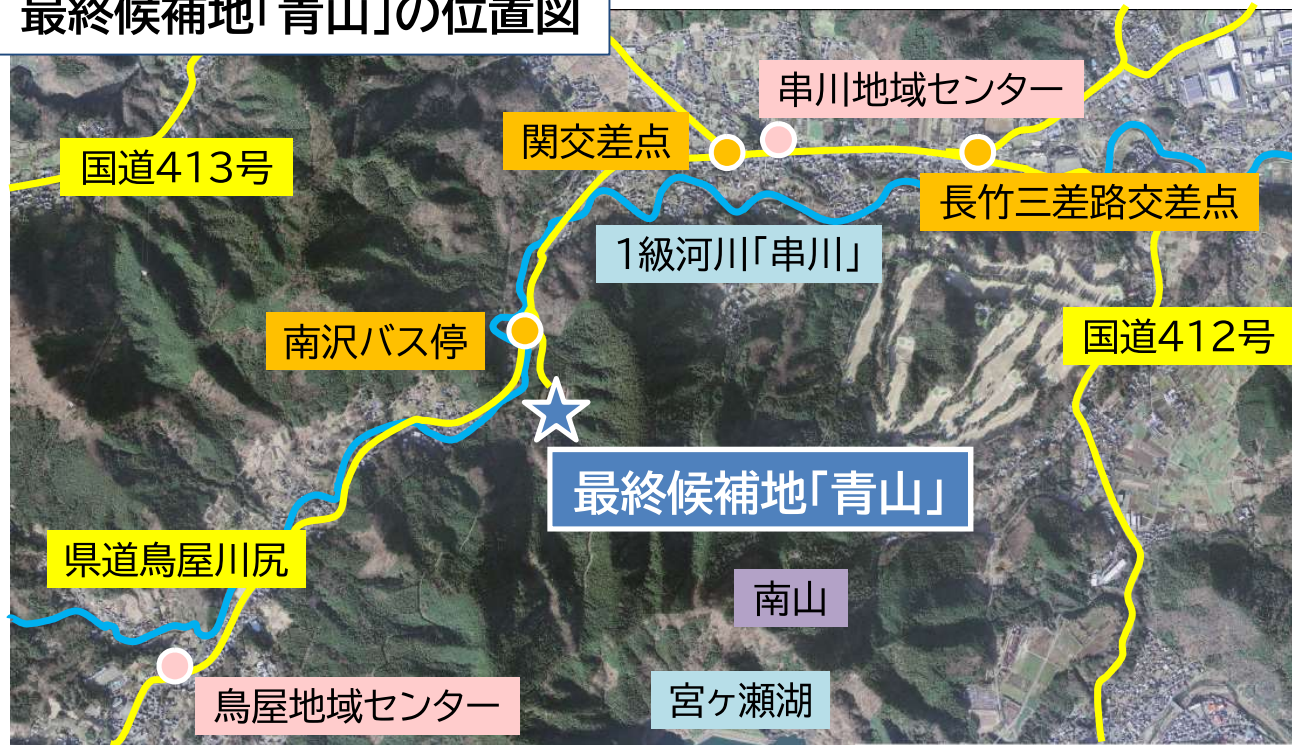 最終候補地｢青山｣の位置図
串川地域センター
関交差点
国道413号
長竹三差路交差点
1級河川｢串川｣
南沢バス停
国道412号
最終候補地｢青山｣
県道鳥屋川尻
南山
鳥屋地域センター
宮ヶ瀬湖